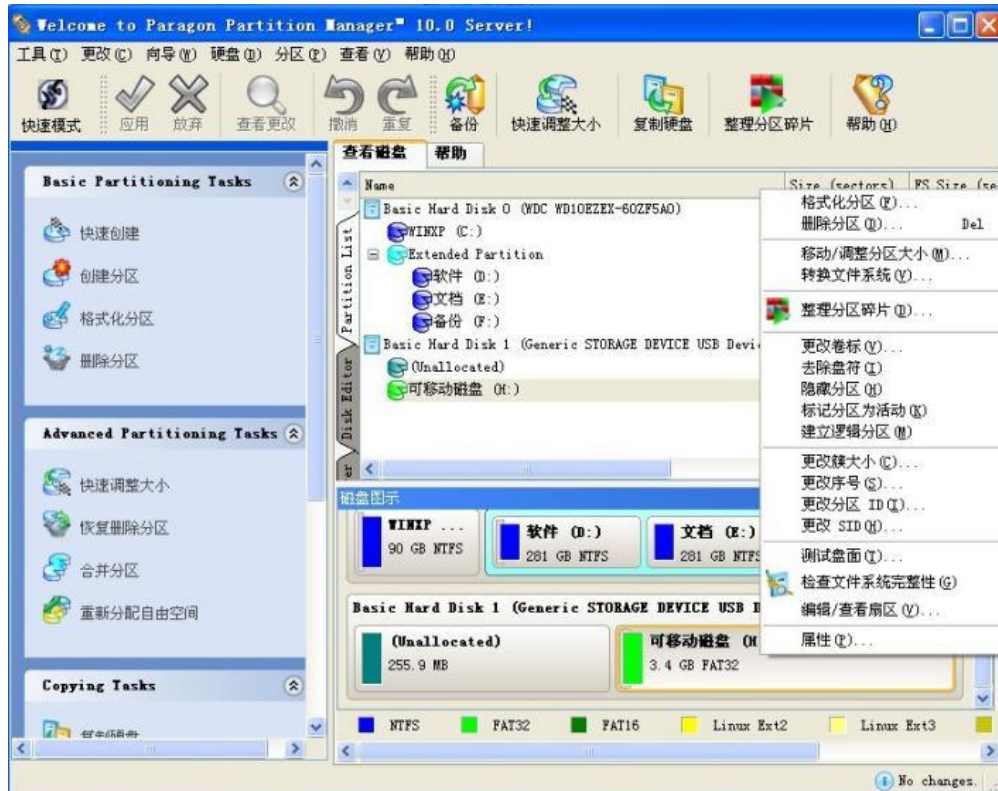 Welcome to Paragon Partition Manager™ 10.0 Server!
工具(T) 更改(C) 向导(W) 硬盘(D) 分区(P) 查看(V) 帮助(H)
快速模式 应用 放弃 查看更改 撤消 重复 备份 快速调整大小 复制硬盘 整理分区碎片 帮助(H)
Basic Partitioning Tasks
快速创建
创建分区
格式化分区
删除分区
Advanced Partitioning Tasks
快速调整大小
恢复删除分区
合并分区
重新分配自由空间
Copying Tasks
查看磁盘 帮助
Partition List
Disk Editor
Name Size (sectors) FS Size (se
Basic Hard Disk 0 (WDC WD10EZEX-60ZF5A0)
WINXP (C:)
Extended Partition
软件 (D:)
文档 (E:)
备份 (F:)
Basic Hard Disk 1 (Generic STORAGE DEVICE USB Devi
(Unallocated)
可移动磁盘 (H:)
磁盘图示
WINXP ...
90 GB NTFS
软件 (D:)
281 GB NTFS
文档 (E:)
281 GB NTFS
Basic Hard Disk 1 (Generic STORAGE DEVICE USB D
(Unallocated)
255.9 MB
可移动磁盘 (H
3.4 GB FAT32
NTFS FAT32 FAT16 Linux Ext2 Linux Ext3
格式化分区(F)...
删除分区(D)... Del
移动/调整分区大小(M)...
转换文件系统(V)...
整理分区碎片(D)...
更改卷标(V)...
去除盘符(I)
隐藏分区(H)
标记分区为活动(K)
建立逻辑分区(M)
更改簇大小(C)...
更改序号(S)...
更改分区 ID(I)...
更改 SID(H)...
测试盘面(T)...
检查文件系统完整性(G)
编辑/查看扇区(V)...
属性(P)...
No changes.